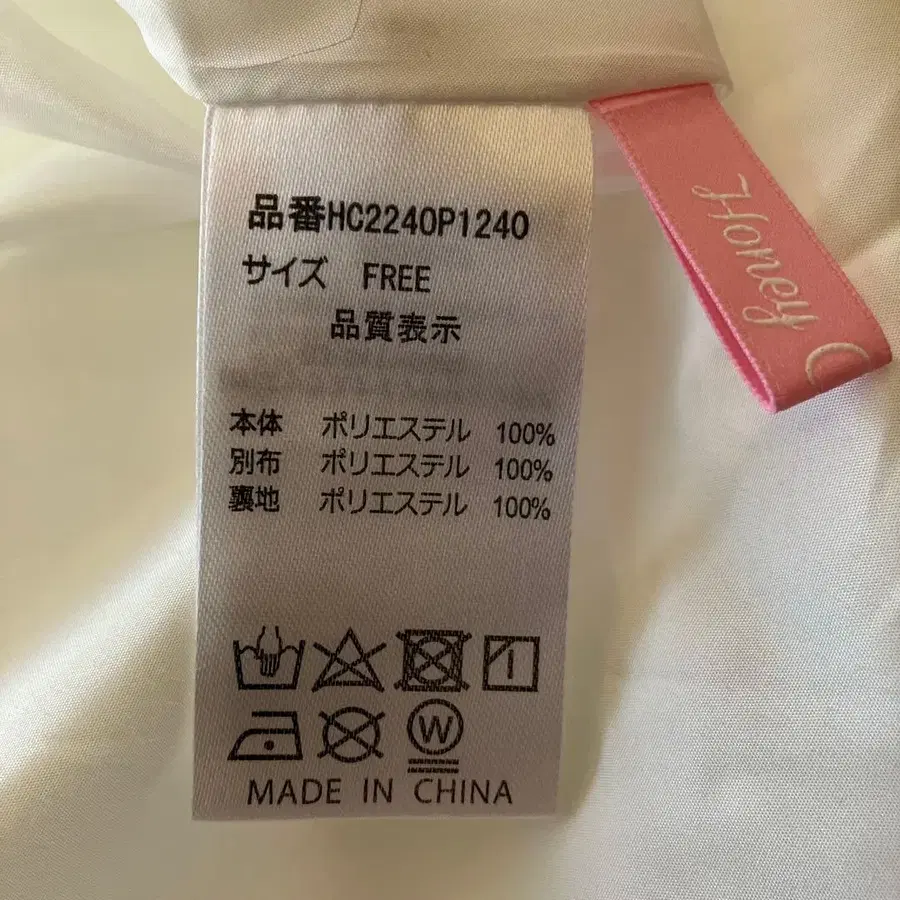 品番HC2240P1240
サイズ FREE
品質表示
本体 ポリエステル 100%
別布 ポリエステル 100%
裏地 ポリエステル 100%
W
MADE IN CHINA
Honey